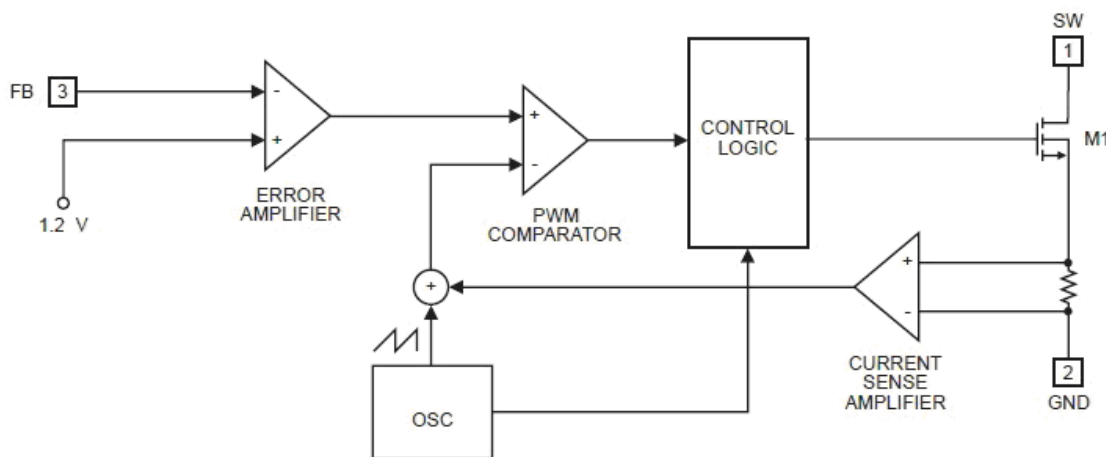 SW
1
FB 3
-
+
CONTROL
LOGIC
+
-
M1
1.2 V
ERROR
AMPLIFIER
PWM
COMPARATOR
+
+
-
OSC
CURRENT
SENSE
AMPLIFIER
2
GND